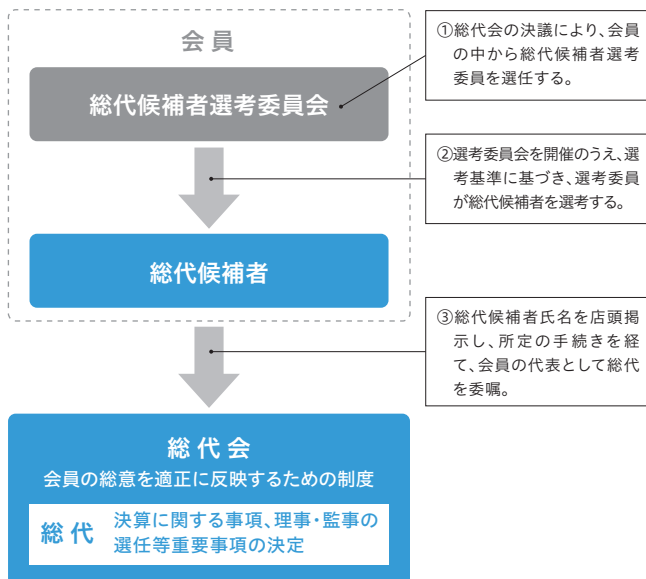 会員
総代候補者選考委員会
①総代会の決議により、会員
の中から総代候補者選考
委員を選任する。
②選考委員会を開催のうえ、選
考基準に基づき、選考委員
が総代候補者を選考する。
総代候補者
③総代候補者氏名を店頭掲
示し、所定の手続きを経
て、会員の代表として総代
を委嘱。
総代会
会員の総意を適正に反映するための制度
総代
決算に関する事項、理事・監事の
選任等重要事項の決定